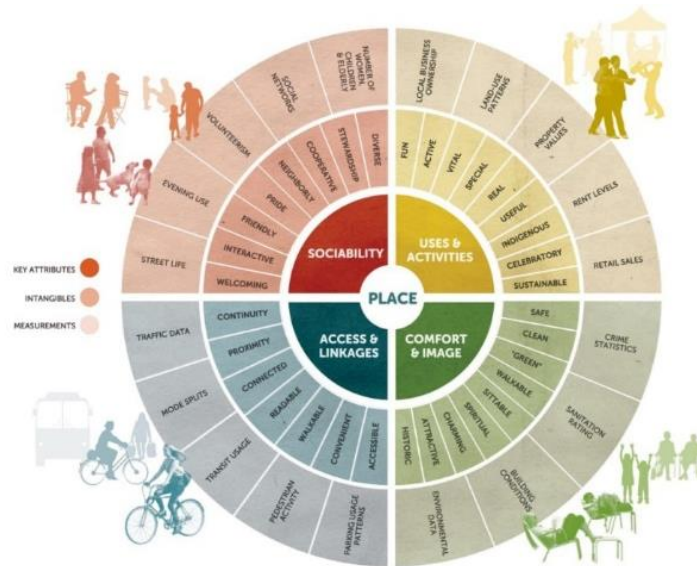 NUMBER OF
WOMEN,
CHILDREN
& ELDERLY
SOCIAL
NETWORKS
VOLUNTEERISM
EVENING USE
STREET LIFE
DIVERSE
STEWARDSHIP
COOPERATIVE
NEIGHBORLY
PRIDE
FRIENDLY
INTERACTIVE
WELCOMING
SOCIABILITY
LOCAL BUSINESS
OWNERSHIP
LAND-USE
PATTERNS
PROPERTY
VALUES
RENT LEVELS
RETAIL SALES
FUN
ACTIVE
VITAL
SPECIAL
REAL
USEFUL
INDIGENOUS
CELEBRATORY
SUSTAINABLE
USES &
ACTIVITIES
KEY ATTRIBUTES
INTANGIBLES
MEASUREMENTS
PLACE
ACCESS &
LINKAGES
CONTINUITY
PROXIMITY
CONNECTED
READABLE
WALKABLE
CONVENIENT
ACCESSIBLE
TRAFFIC DATA
MODE SPLITS
TRANSIT USAGE
PEDESTRIAN
ACTIVITY
PARKING USAGE
PATTERNS
COMFORT
& IMAGE
SAFE
CLEAN
"GREEN"
WALKABLE
SITTABLE
SPIRITUAL
CHARMING
ATTRACTIVE
HISTORIC
CRIME
STATISTICS
SANITATION
RATING
BUILDING
CONDITIONS
ENVIRONMENTAL
DATA